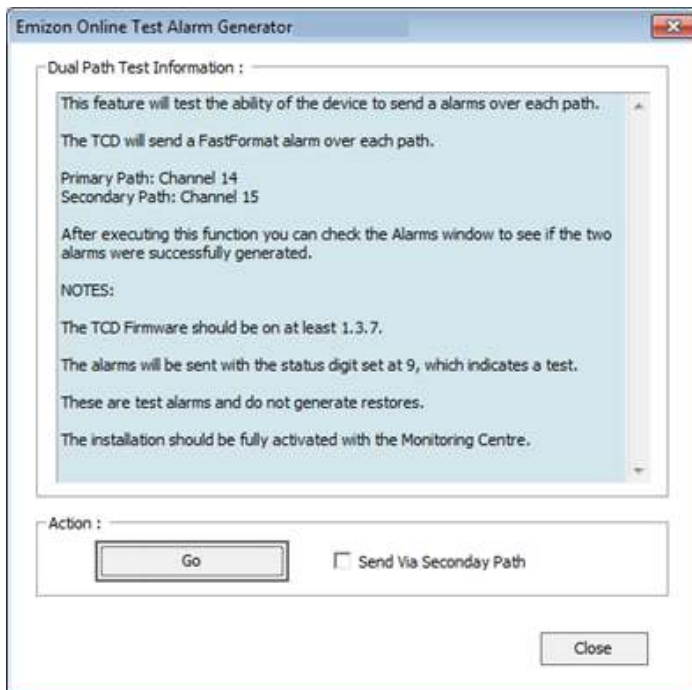 Emizon Online Test Alarm Generator
Dual Path Test Information :
This feature will test the ability of the device to send a alarms over each path.
The TCD will send a FastFormat alarm over each path.
Primary Path: Channel 14
Secondary Path: Channel 15
After executing this function you can check the Alarms window to see if the two
alarms were successfully generated.
NOTES:
The TCD Firmware should be on at least 1.3.7.
The alarms will be sent with the status digit set at 9, which indicates a test.
These are test alarms and do not generate restores.
The installation should be fully activated with the Monitoring Centre.
Action :
Go
Send Via Seconday Path
Close